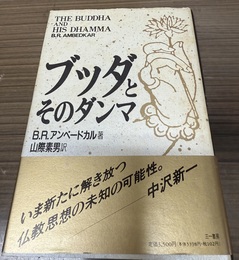 THE BUDDHA
AND
HIS DHAMMA
B.R. AMBEDKAR
ブッダと
そのダンマ
B.R.アンベードカル 著
山際素男 訳
いま新たに解き放つ
仏教思想の未知の可能性。
中沢新一
三一書房